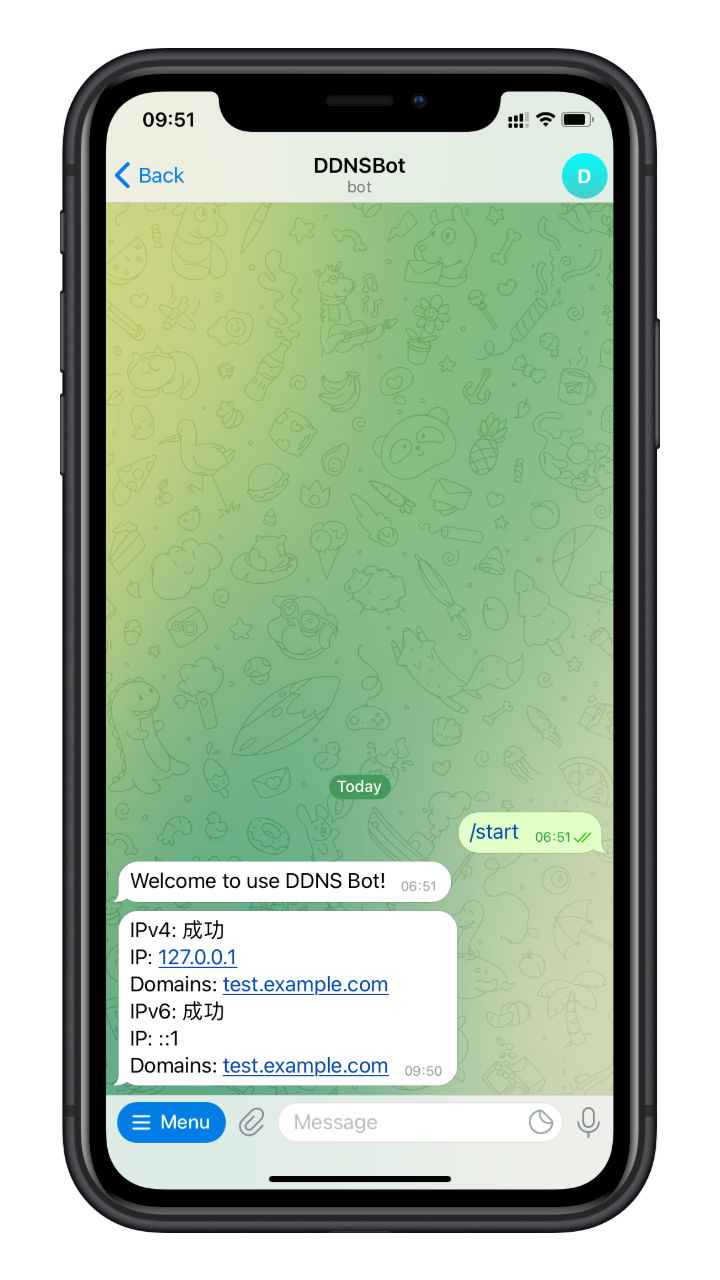 09:51
Back
DDNSBot
bot
D
Today
/start 06:51
Welcome to use DDNS Bot! 06:51
IPv4: 成功
IP: 127.0.0.1
Domains: test.example.com
IPv6: 成功
IP: ::1
Domains: test.example.com 09:50
Menu
Message